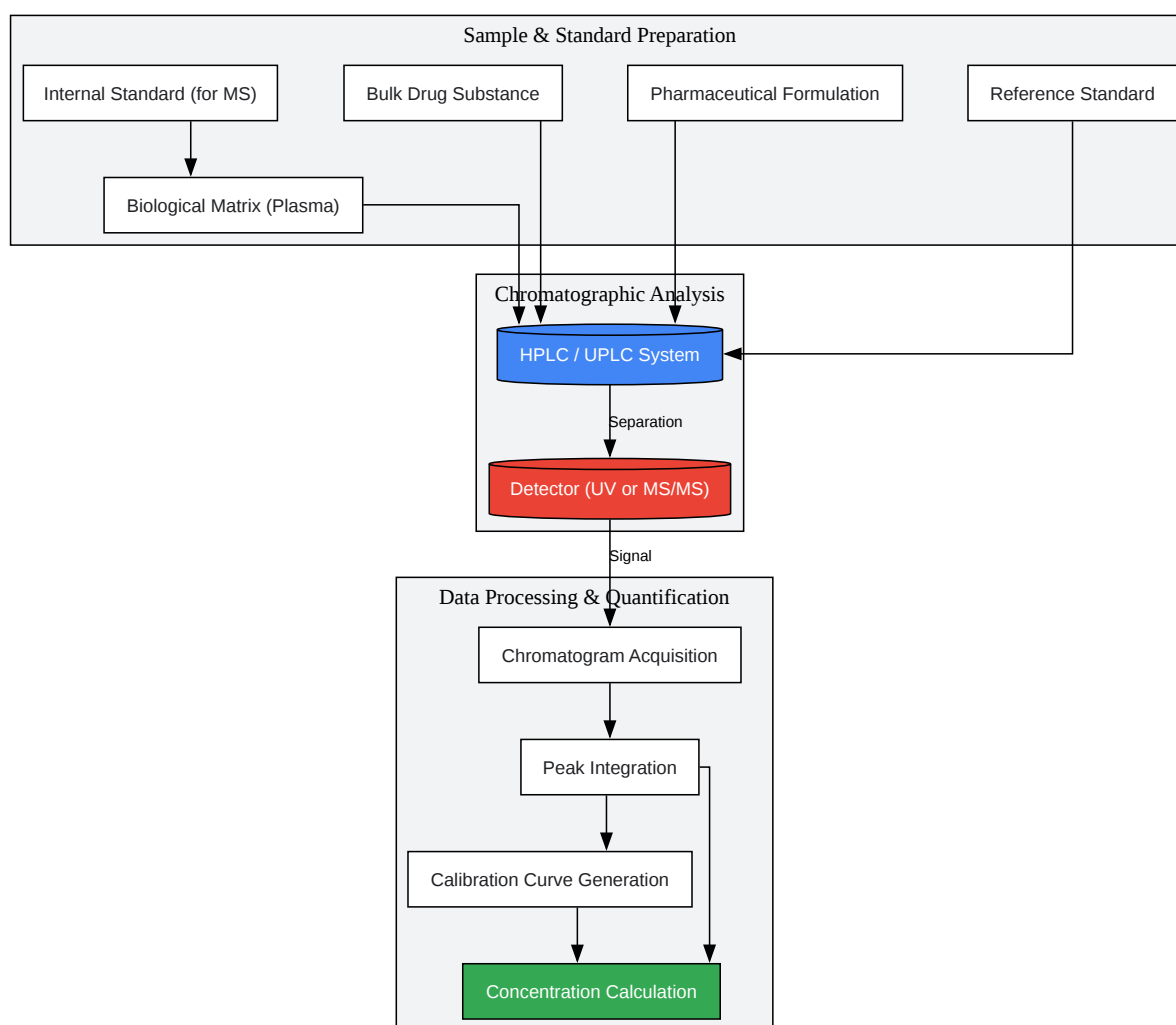 Sample & Standard Preparation
Internal Standard (for MS)
Bulk Drug Substance
Pharmaceutical Formulation
Reference Standard
Biological Matrix (Plasma)
Chromatographic Analysis
HPLC / UPLC System
Separation
Detector (UV or MS/MS)
Signal
Data Processing & Quantification
Chromatogram Acquisition
Peak Integration
Calibration Curve Generation
Concentration Calculation